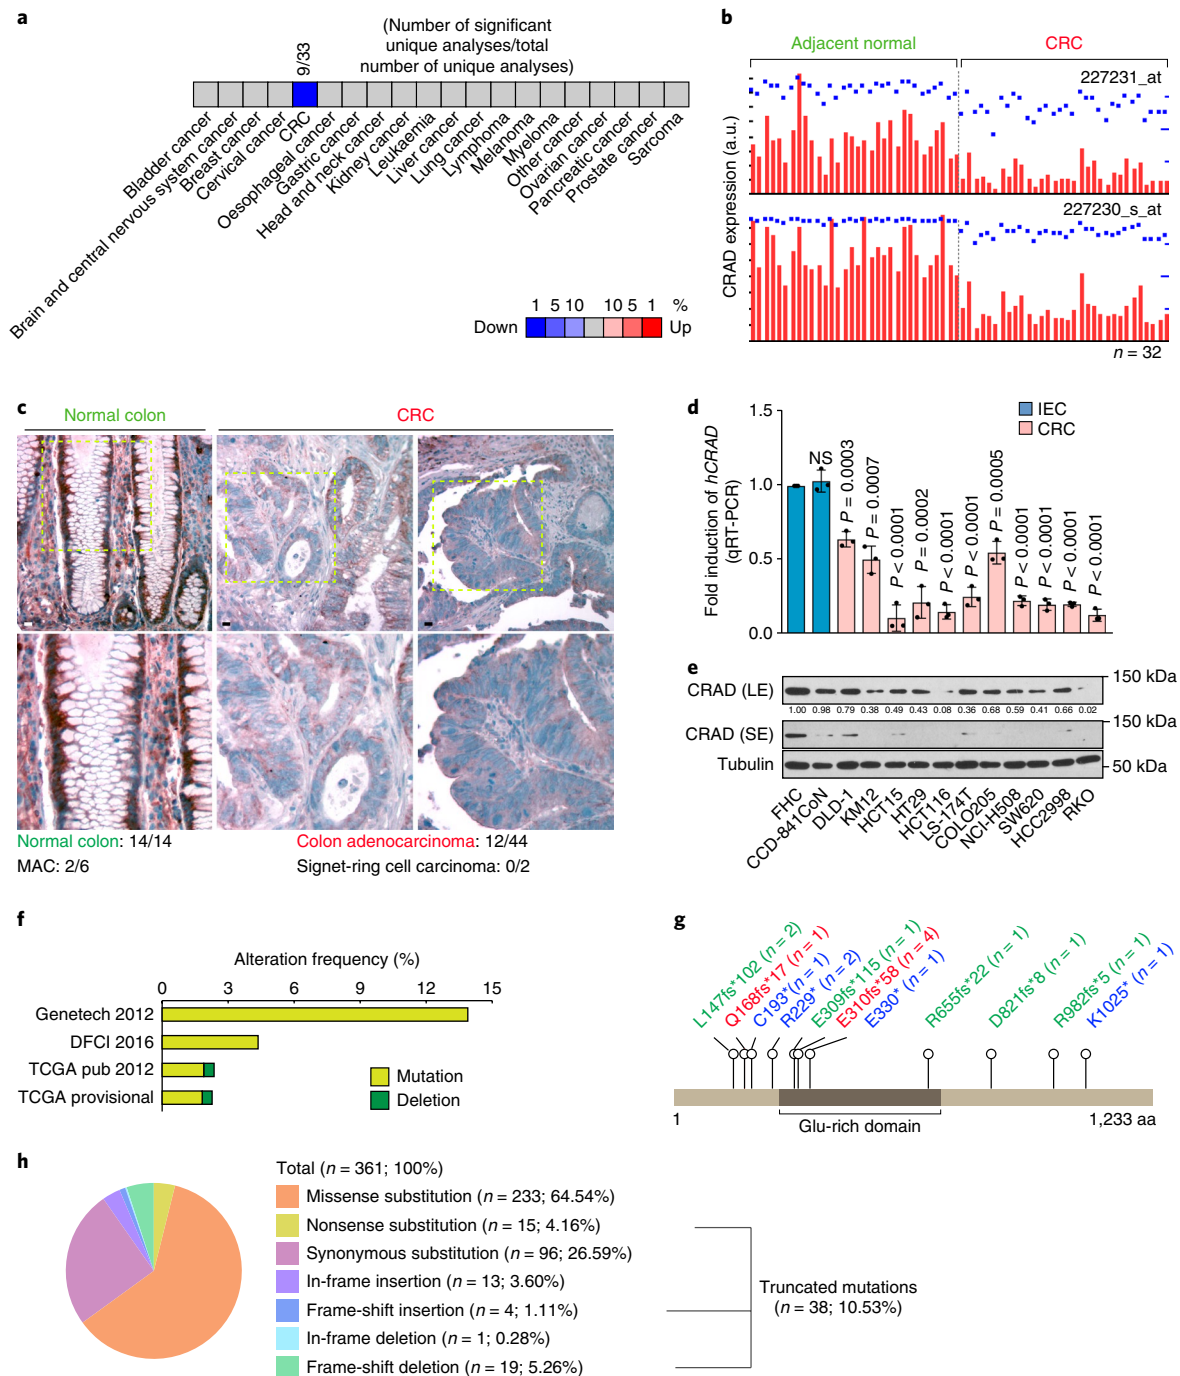 a
(Number of significant
unique analyses/total
number of unique analyses)
9/33
Bladder cancer
Brain and central nervous system cancer
Breast cancer
Cervical cancer
CRC
Oesophageal cancer
Gastric cancer
Head and neck cancer
Kidney cancer
Leukaemia
Liver cancer
Lung cancer
Lymphoma
Melanoma
Myeloma
Other cancer
Ovarian cancer
Pancreatic cancer
Prostate cancer
Sarcoma
1 5 10 10 5 1 %
Down Up
b
Adjacent normal CRC
227231_at
227230_s_at
CRAD expression (a.u.)
n = 32
c
Normal colon CRC
Normal colon: 14/14 Colon adenocarcinoma: 12/44
MAC: 2/6 Signet-ring cell carcinoma: 0/2
d
IEC
CRC
Fold induction of hCRAD
(qRT-PCR)
1.5
1.0
0.5
0.0
NS
P = 0.0003
P = 0.0007
P < 0.0001
P = 0.0002
P < 0.0001
P < 0.0001
P = 0.0005
P < 0.0001
P < 0.0001
P < 0.0001
P < 0.0001
e
CRAD (LE) 150 kDa
1.00 0.98 0.79 0.38 0.49 0.43 0.08 0.36 0.68 0.59 0.41 0.66 0.02
CRAD (SE) 150 kDa
Tubulin 50 kDa
FHC
CCD-841CoN
DLD-1
KM12
HCT15
HT29
HCT116
LS-174T
COLO205
NCI-H508
SW620
HCC2998
RKO
f
Alteration frequency (%)
0 3 6 9 12 15
Genetech 2012
DFCI 2016
TCGA pub 2012
TCGA provisional
Mutation
Deletion
g
L147fs*102 (n = 2)
Q168fs*17 (n = 1)
C193*(n = 1)
R229* (n = 2)
E309fs*115 (n = 1)
E310fs*58 (n = 4)
E330* (n = 1)
R655fs*22 (n = 1)
D821fs*8 (n = 1)
R982fs*5 (n = 1)
K1025* (n = 1)
1 1,233 aa
Glu-rich domain
h
Total (n = 361; 100%)
Missense substitution (n = 233; 64.54%)
Nonsense substitution (n = 15; 4.16%)
Synonymous substitution (n = 96; 26.59%)
In-frame insertion (n = 13; 3.60%)
Frame-shift insertion (n = 4; 1.11%)
In-frame deletion (n = 1; 0.28%)
Frame-shift deletion (n = 19; 5.26%)
Truncated mutations
(n = 38; 10.53%)